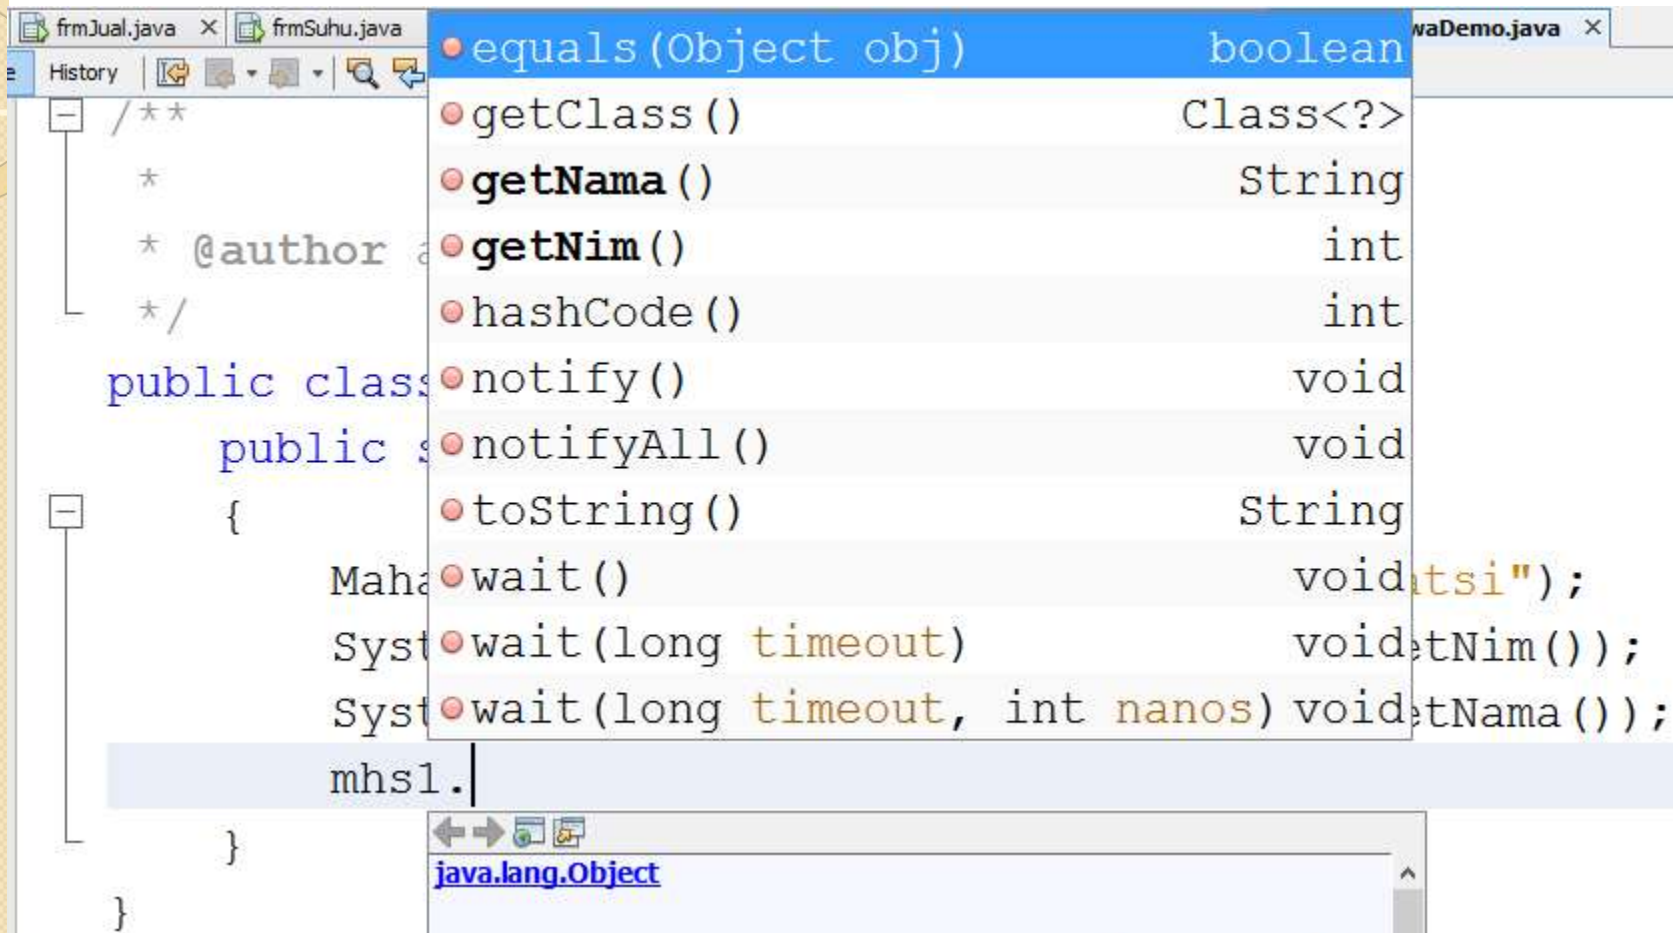 frmJual.java × frmSuhu.java waDemo.java ×
History
/**
*
* @author
*/
public class
public
{
Maha tsi");
Syst etNim());
Syst etNama());
mhs1.
}
}
equals(Object obj) boolean
getClass() Class<?>
getNama() String
getNim() int
hashCode() int
notify() void
notifyAll() void
toString() String
wait() void
wait(long timeout) void
wait(long timeout, int nanos) void
java.lang.Object